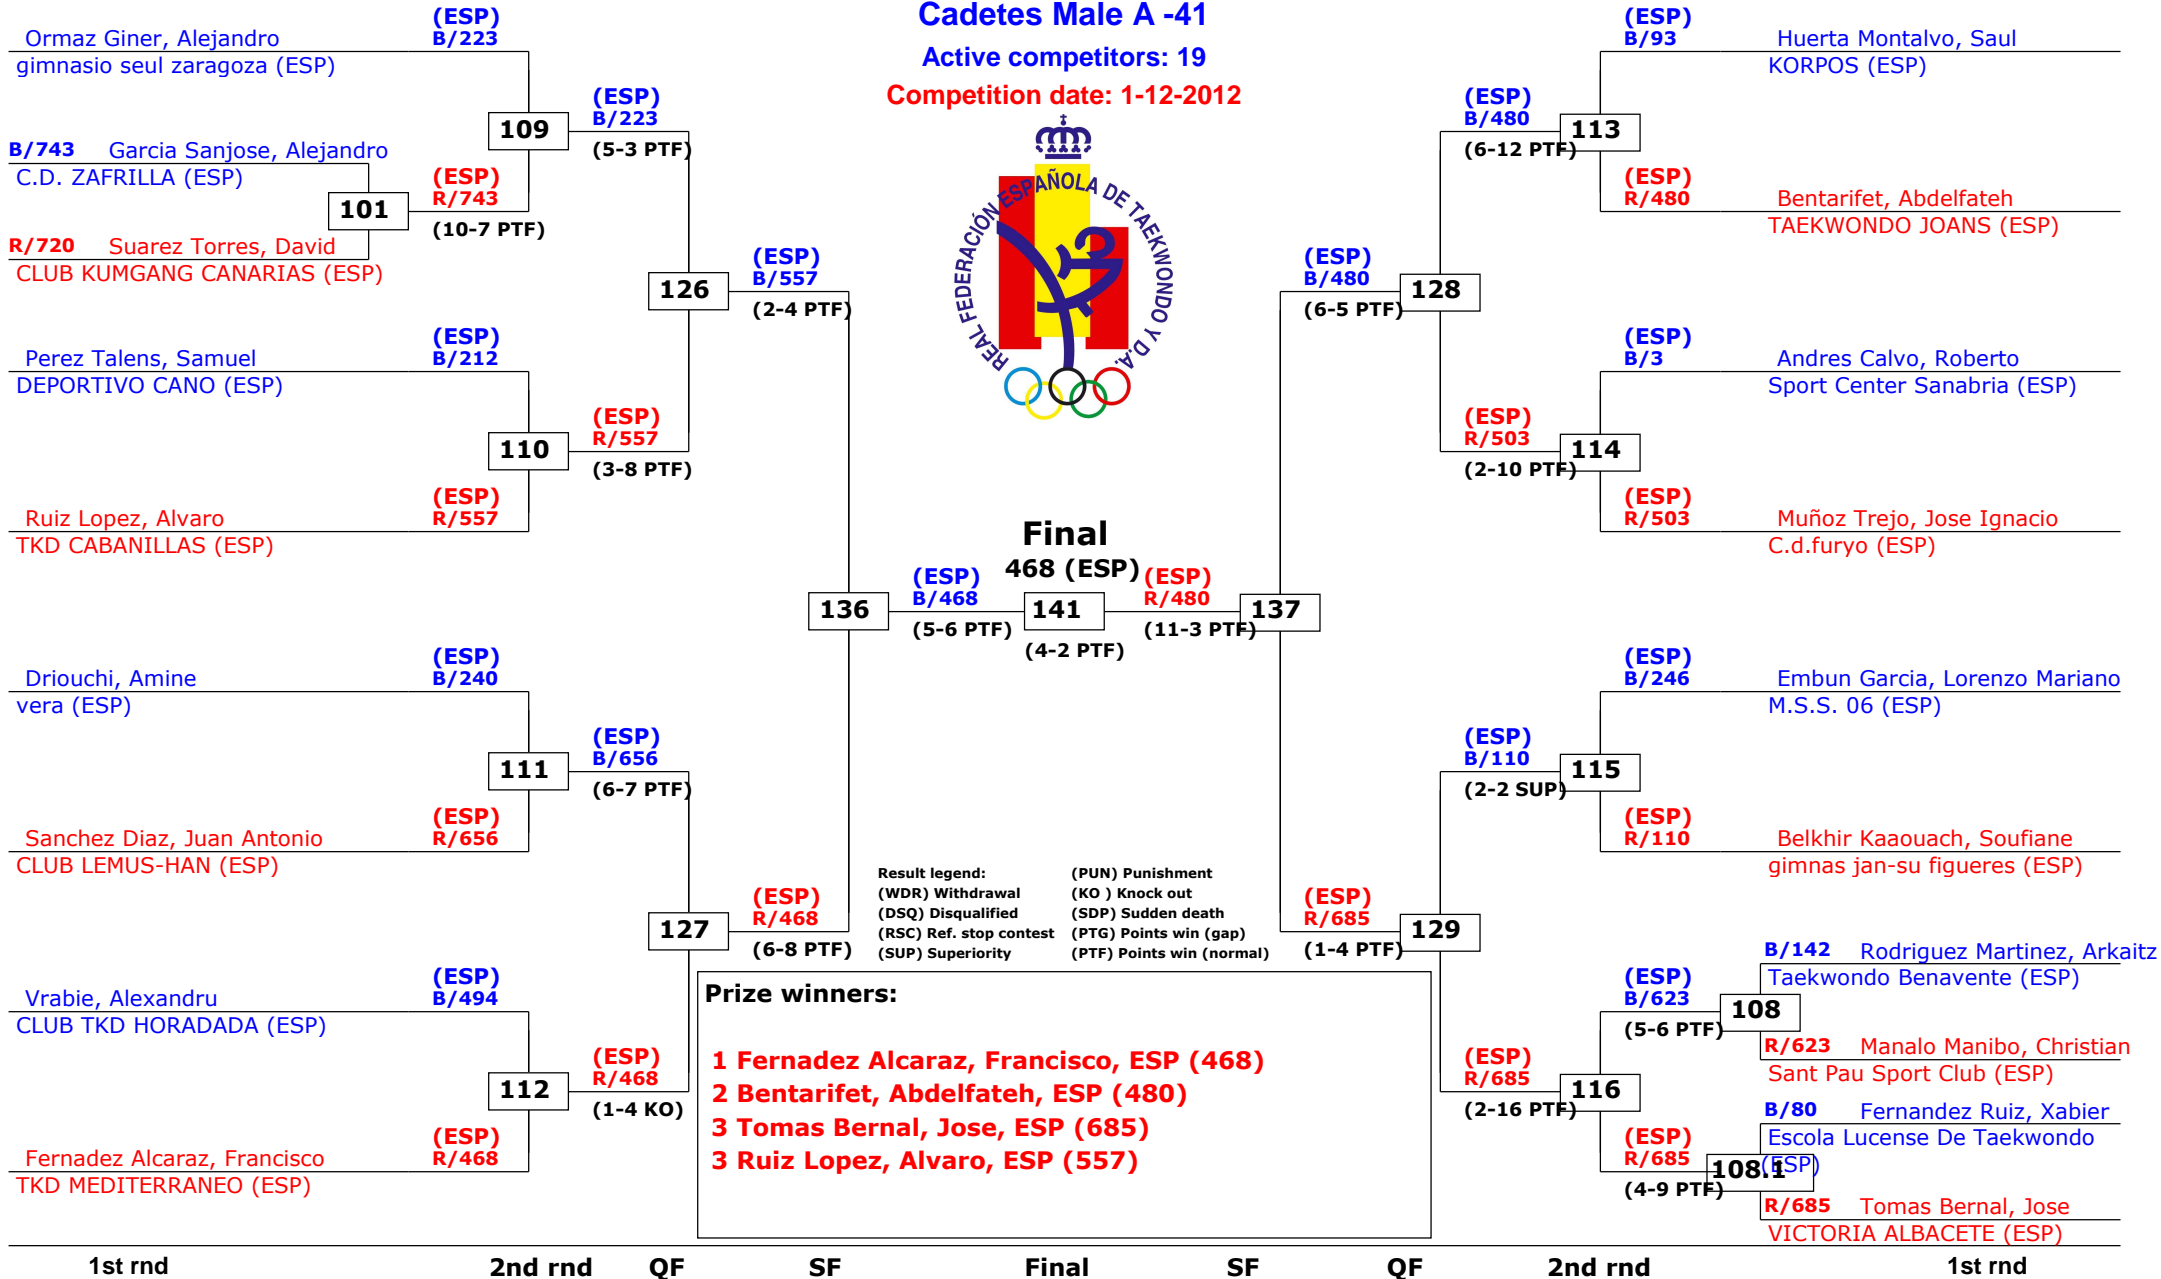 Cadetes Male A -41
Active competitors: 19
Competition date: 1-12-2012
REAL FEDERACIÓN ESPAÑOLA DE TAEKWONDO Y D.A.
(ESP)
Ormaz Giner, Alejandro B/223
gimnasio seul zaragoza (ESP)
109
(ESP)
B/223
(5-3 PTF)
B/743 Garcia Sanjose, Alejandro
C.D. ZAFRILLA (ESP)
101
(ESP)
R/743
(10-7 PTF)
R/720 Suarez Torres, David
CLUB KUMGANG CANARIAS (ESP)
126
(ESP)
B/557
(2-4 PTF)
(ESP)
Perez Talens, Samuel B/212
DEPORTIVO CANO (ESP)
110
(ESP)
R/557
(3-8 PTF)
(ESP)
Ruiz Lopez, Alvaro R/557
TKD CABANILLAS (ESP)
136
(ESP)
B/468
(5-6 PTF)
Final
468 (ESP)
141
(4-2 PTF)
(ESP)
R/480
(11-3 PTF)
137
(ESP)
Driouchi, Amine B/240
vera (ESP)
111
(ESP)
B/656
(6-7 PTF)
(ESP)
Sanchez Diaz, Juan Antonio R/656
CLUB LEMUS-HAN (ESP)
127
(ESP)
R/468
(6-8 PTF)
(ESP)
Vrabie, Alexandru B/494
CLUB TKD HORADADA (ESP)
112
(ESP)
R/468
(1-4 KO)
(ESP)
Fernadez Alcaraz, Francisco R/468
TKD MEDITERRANEO (ESP)
(ESP)
B/93 Huerta Montalvo, Saul
KORPOS (ESP)
(ESP)
B/480
(6-12 PTF)
113
(ESP)
R/480 Bentarifet, Abdelfateh
TAEKWONDO JOANS (ESP)
(ESP)
B/480
(6-5 PTF)
128
(ESP)
B/3 Andres Calvo, Roberto
Sport Center Sanabria (ESP)
(ESP)
R/503
(2-10 PTF)
114
(ESP)
R/503 Muñoz Trejo, Jose Ignacio
C.d.furyo (ESP)
(ESP)
B/246 Embun Garcia, Lorenzo Mariano
M.S.S. 06 (ESP)
(ESP)
B/110
(2-2 SUP)
115
(ESP)
R/110 Belkhir Kaaouach, Soufiane
gimnas jan-su figueres (ESP)
(ESP)
R/685
(1-4 PTF)
129
B/142 Rodriguez Martinez, Arkaitz
Taekwondo Benavente (ESP)
(ESP)
B/623
(5-6 PTF)
108
R/623 Manalo Manibo, Christian
Sant Pau Sport Club (ESP)
(ESP)
R/685
(2-16 PTF)
116
B/80 Fernandez Ruiz, Xabier
Escola Lucense De Taekwondo
(ESP)
(ESP)
R/685
(4-9 PTF)
108.1
R/685 Tomas Bernal, Jose
VICTORIA ALBACETE (ESP)
Result legend: (PUN) Punishment
(WDR) Withdrawal (KO ) Knock out
(DSQ) Disqualified (SDP) Sudden death
(RSC) Ref. stop contest (PTG) Points win (gap)
(SUP) Superiority (PTF) Points win (normal)
Prize winners:
1 Fernadez Alcaraz, Francisco, ESP (468)
2 Bentarifet, Abdelfateh, ESP (480)
3 Tomas Bernal, Jose, ESP (685)
3 Ruiz Lopez, Alvaro, ESP (557)
1st rnd 2nd rnd QF SF Final SF QF 2nd rnd 1st rnd